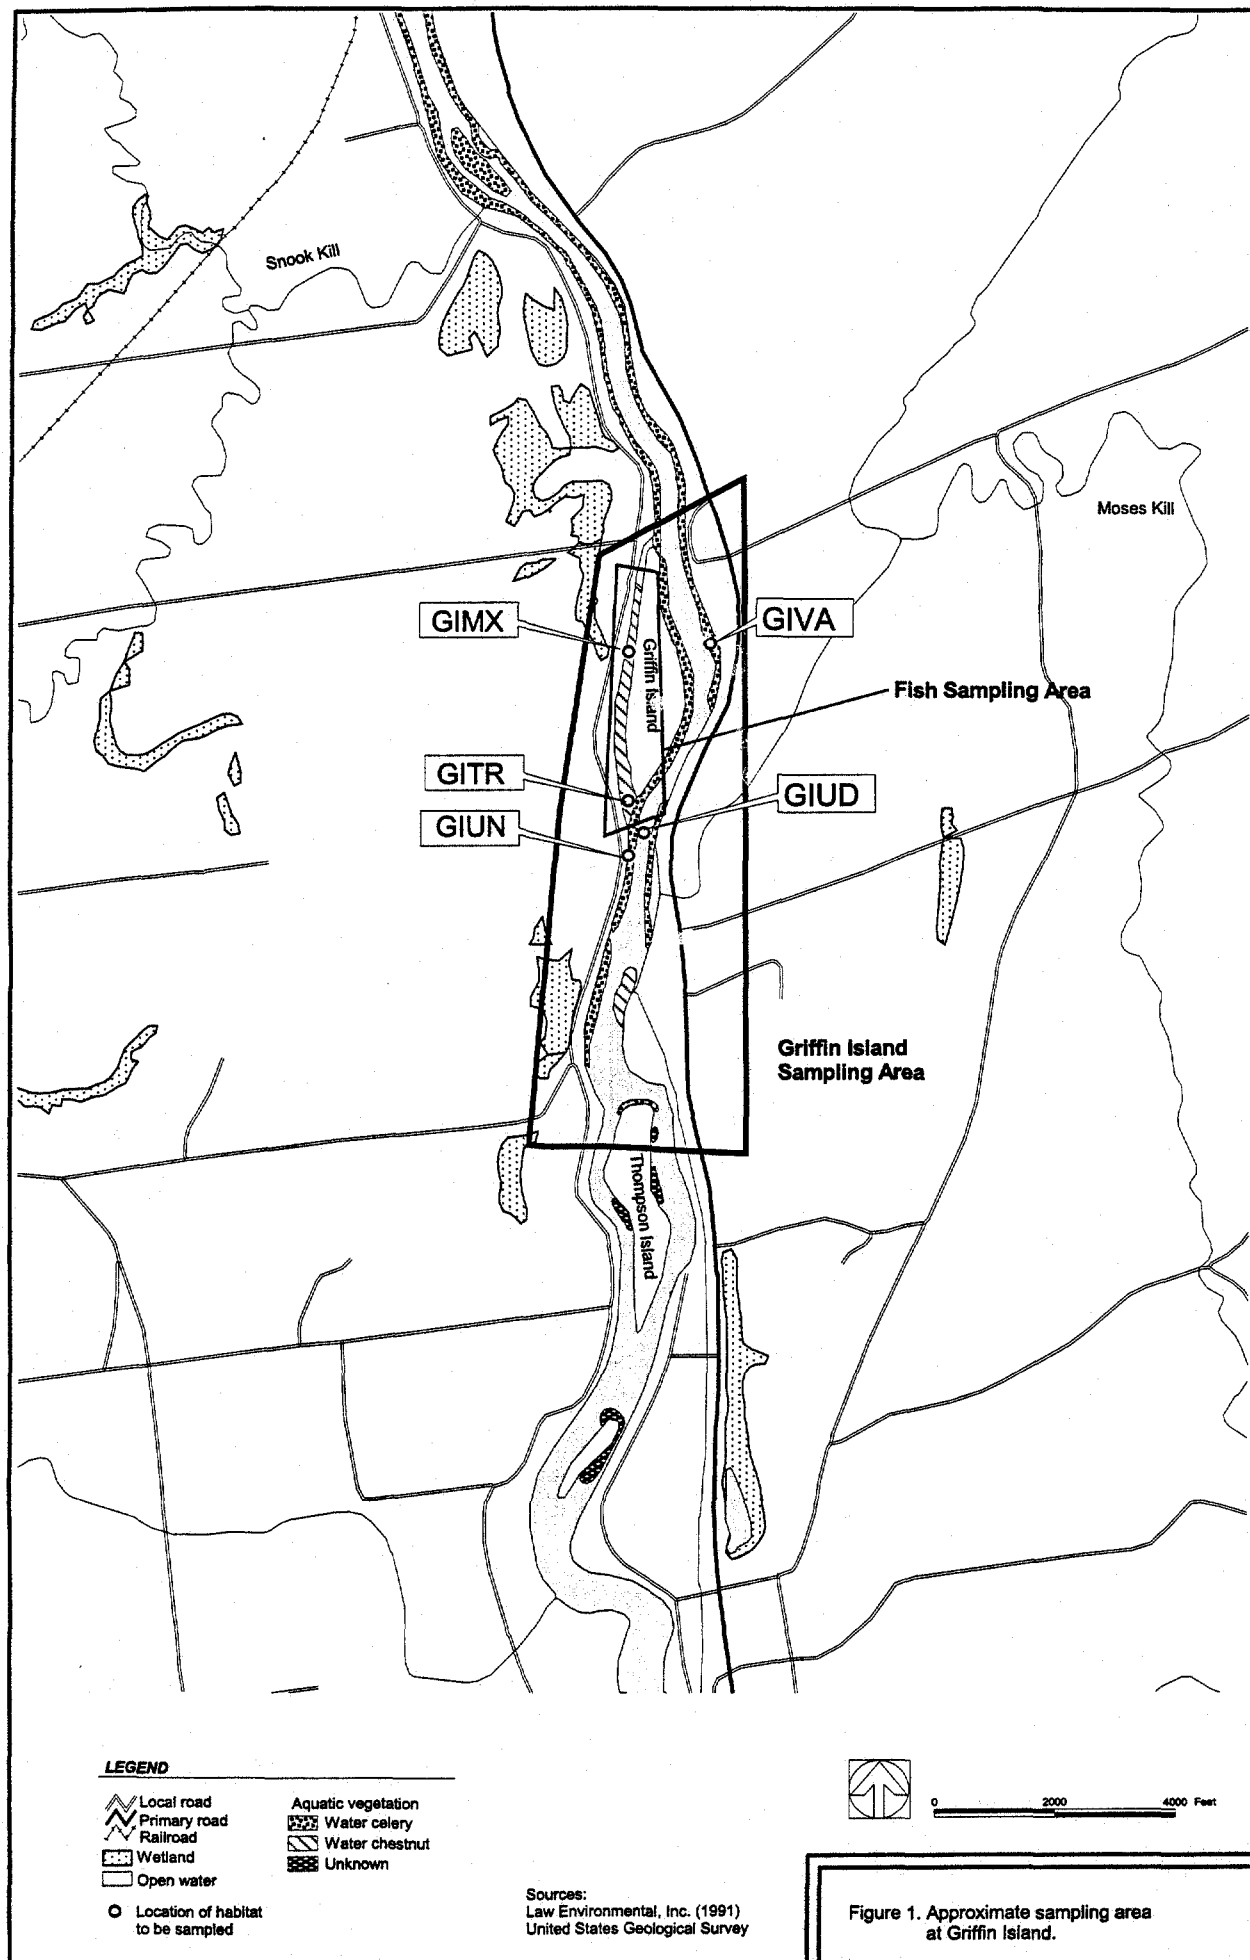 Snook Kill
Moses Kill
GIMX
GIVA
Griffin Island
Fish Sampling Area
GITR
GIUD
GIUN
Griffin Island
Sampling Area
Thompson Island
LEGEND
Local road
Primary road
Railroad
Wetland
Open water
Location of habitat
to be sampled
Aquatic vegetation
Water celery
Water chestnut
Unknown
0 2000 4000 Feet
Sources:
Law Environmental, Inc. (1991)
United States Geological Survey
Figure 1. Approximate sampling area
at Griffin Island.